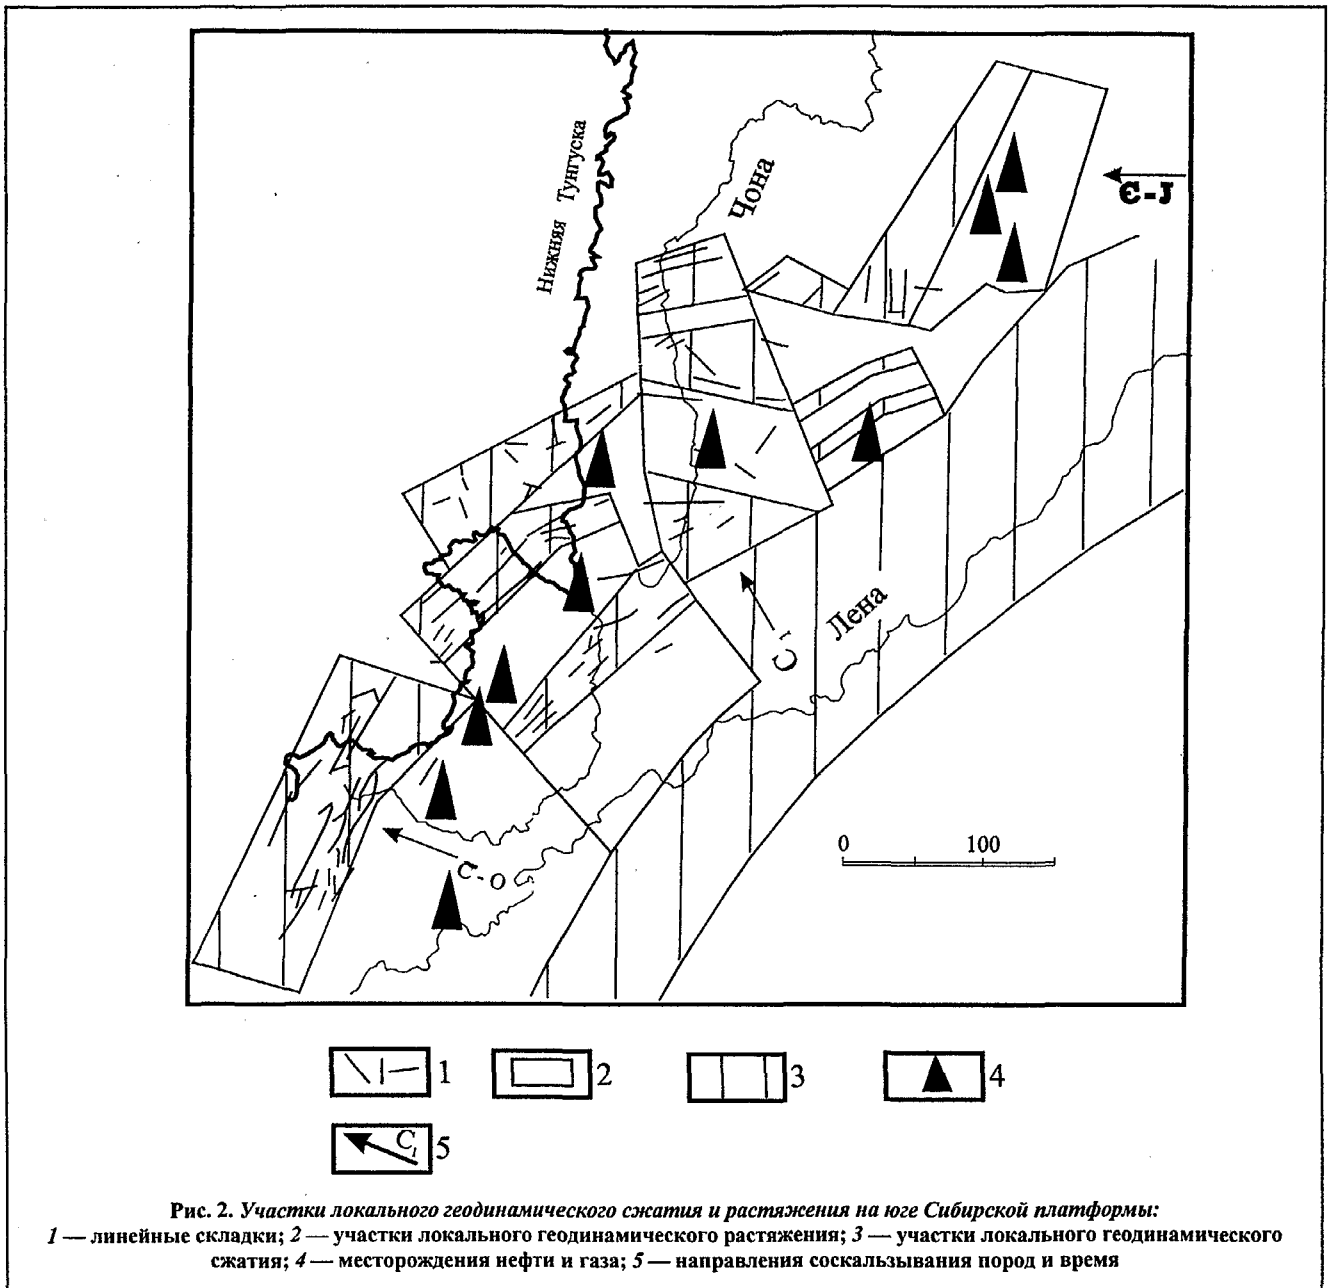 Нижняя Тунгуска
Чона
Є-J
Лена
C
C-O
0 100
1
2
3
4
C₁ 5
Рис. 2. Участки локального геодинамического сжатия и растяжения на юге Сибирской платформы:
1 — линейные складки; 2 — участки локального геодинамического растяжения; 3 — участки локального геодинамического
сжатия; 4 — месторождения нефти и газа; 5 — направления соскальзывания пород и время